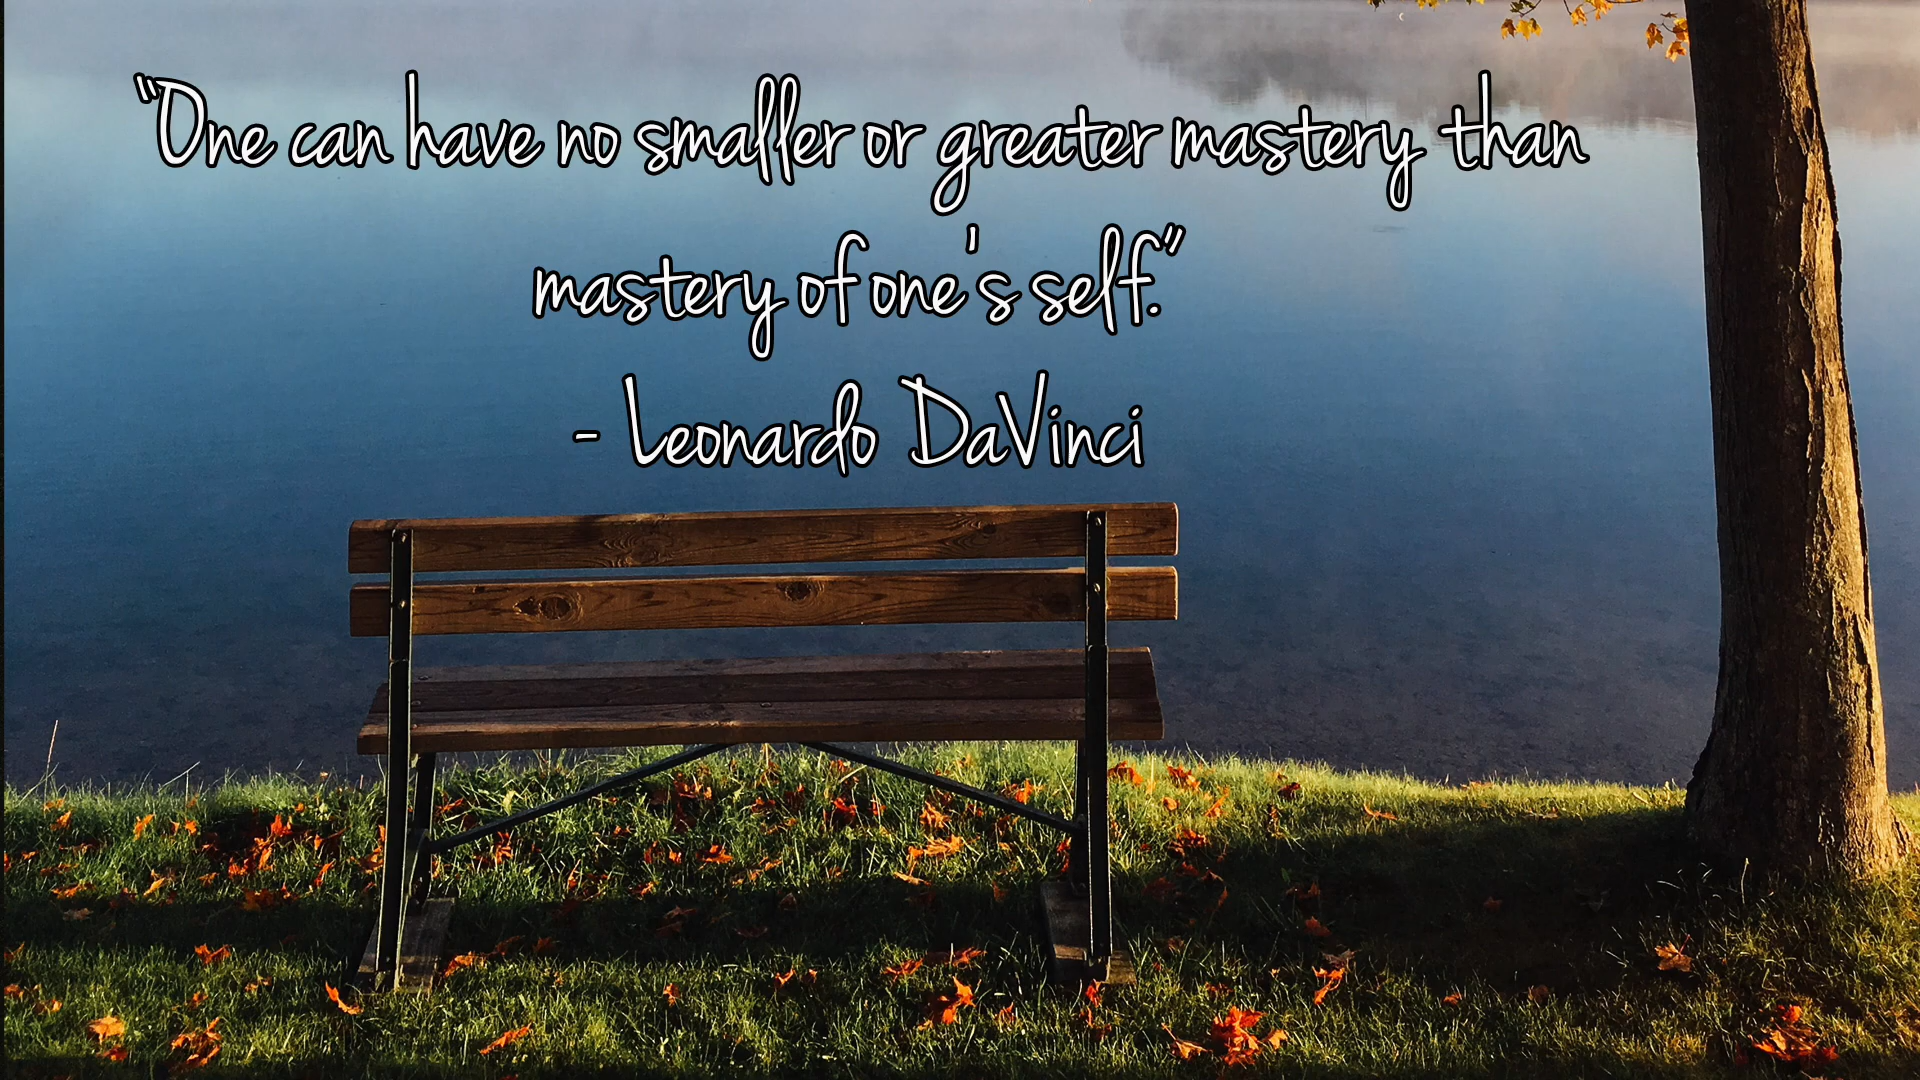 “One can have no smaller or greater mastery than
mastery of one's self.”
- Leonardo DaVinci